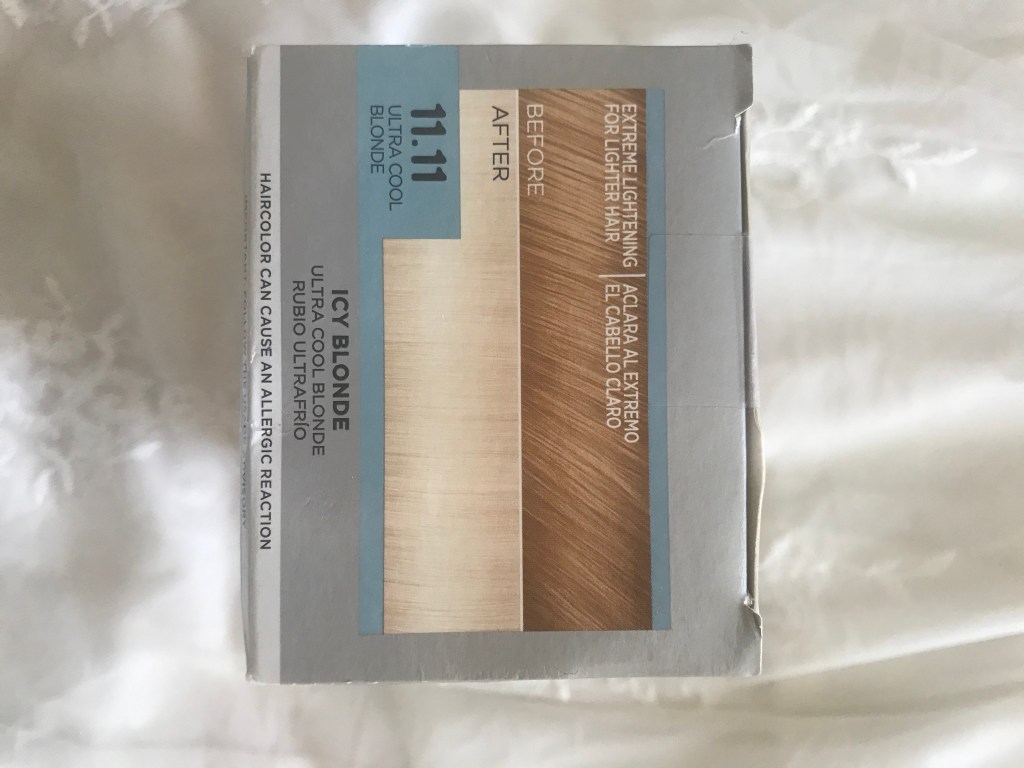 EXTREME LIGHTENING | ACLARA AL EXTREMO
FOR LIGHTER HAIR | EL CABELLO CLARO
BEFORE
AFTER
11.11
ULTRA COOL
BLONDE
ICY BLONDE
ULTRA COOL BLONDE
RUBIO ULTRAFRÍO
HAIRCOLOR CAN CAUSE AN ALLERGIC REACTION